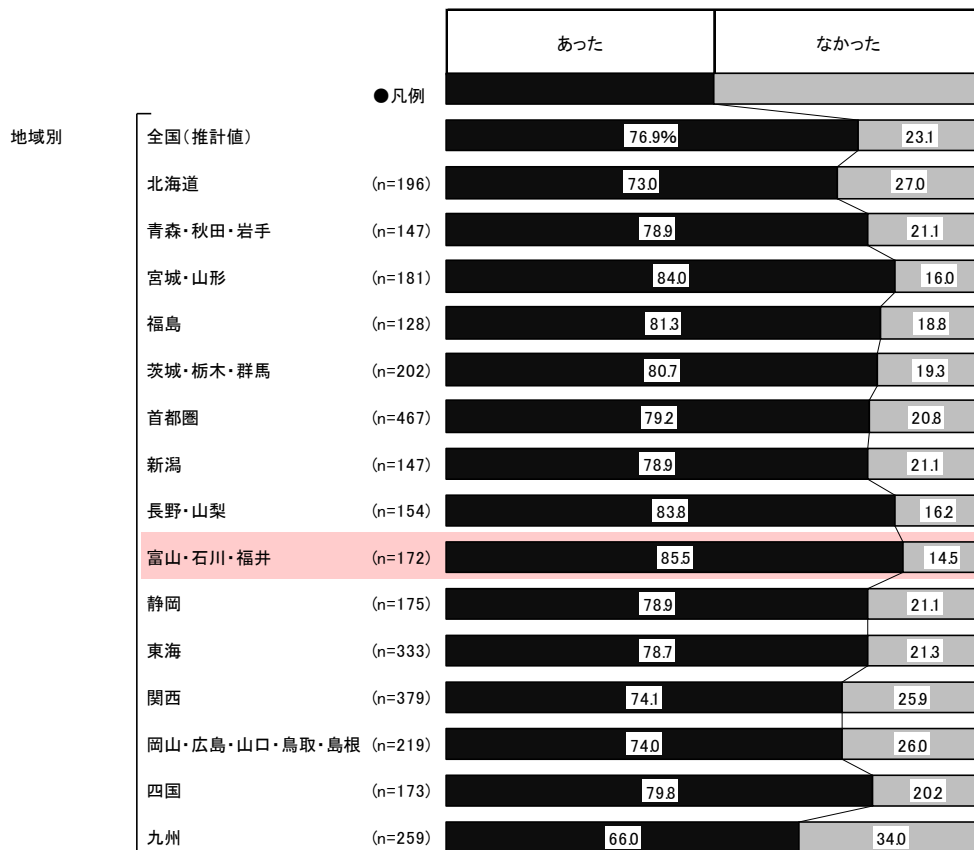 あった なかった
●凡例
地域別 全国(推計値) 76.9% 23.1
北海道 (n=196) 73.0 27.0
青森・秋田・岩手 (n=147) 78.9 21.1
宮城・山形 (n=181) 84.0 16.0
福島 (n=128) 81.3 18.8
茨城・栃木・群馬 (n=202) 80.7 19.3
首都圏 (n=467) 79.2 20.8
新潟 (n=147) 78.9 21.1
長野・山梨 (n=154) 83.8 16.2
富山・石川・福井 (n=172) 85.5 14.5
静岡 (n=175) 78.9 21.1
東海 (n=333) 78.7 21.3
関西 (n=379) 74.1 25.9
岡山・広島・山口・鳥取・島根 (n=219) 74.0 26.0
四国 (n=173) 79.8 20.2
九州 (n=259) 66.0 34.0